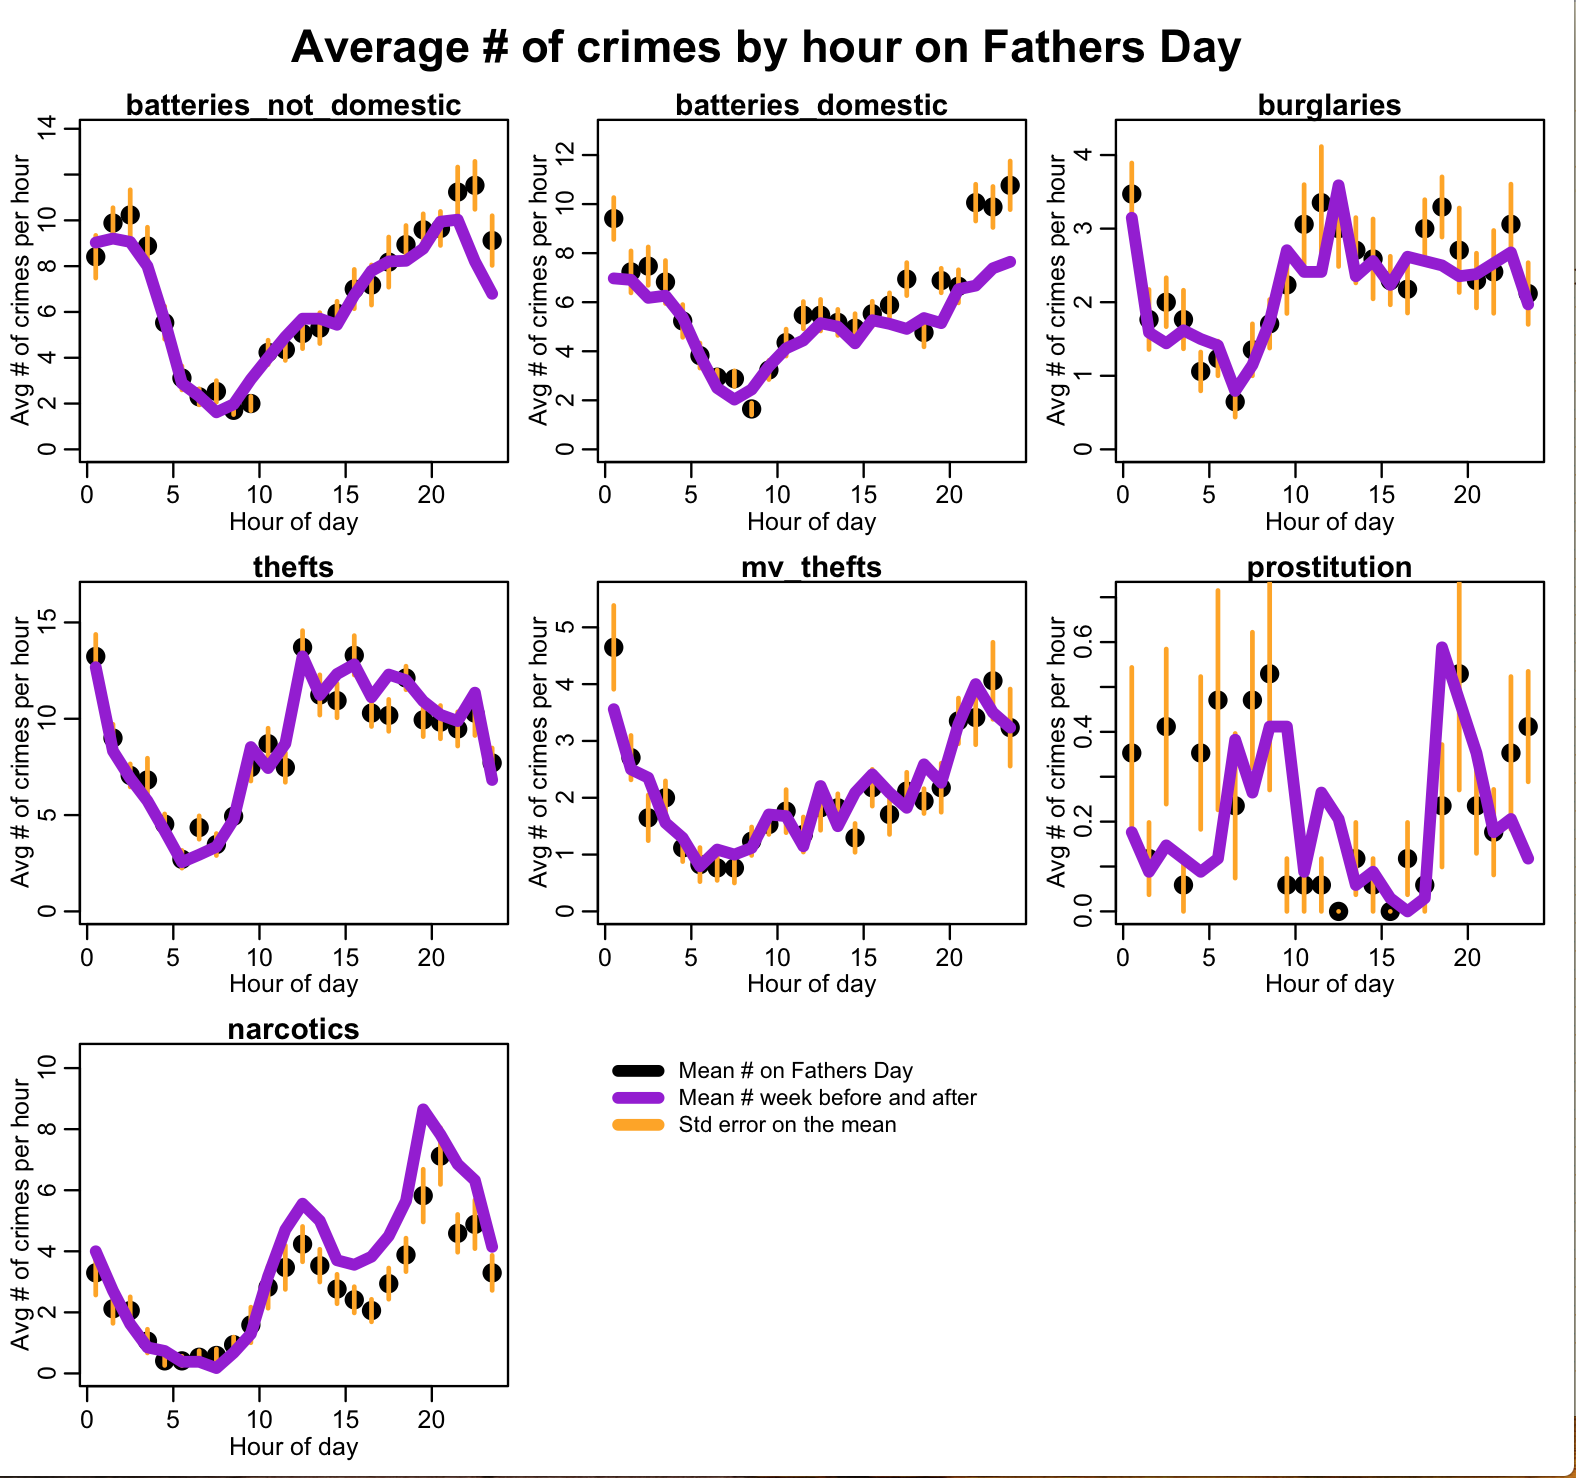 Average # of crimes by hour on Fathers Day
batteries_not_domestic
Avg # of crimes per hour
0 2 4 6 8 10 14
0 5 10 15 20
Hour of day
batteries_domestic
Avg # of crimes per hour
0 2 4 6 8 10 12
0 5 10 15 20
Hour of day
burglaries
Avg # of crimes per hour
0 1 2 3 4
0 5 10 15 20
Hour of day
thefts
Avg # of crimes per hour
0 5 10 15
0 5 10 15 20
Hour of day
mv_thefts
Avg # of crimes per hour
0 1 2 3 4 5
0 5 10 15 20
Hour of day
prostitution
Avg # of crimes per hour
0.0 0.2 0.4 0.6
0 5 10 15 20
Hour of day
narcotics
Avg # of crimes per hour
0 2 4 6 8 10
0 5 10 15 20
Hour of day
Mean # on Fathers Day
Mean # week before and after
Std error on the mean